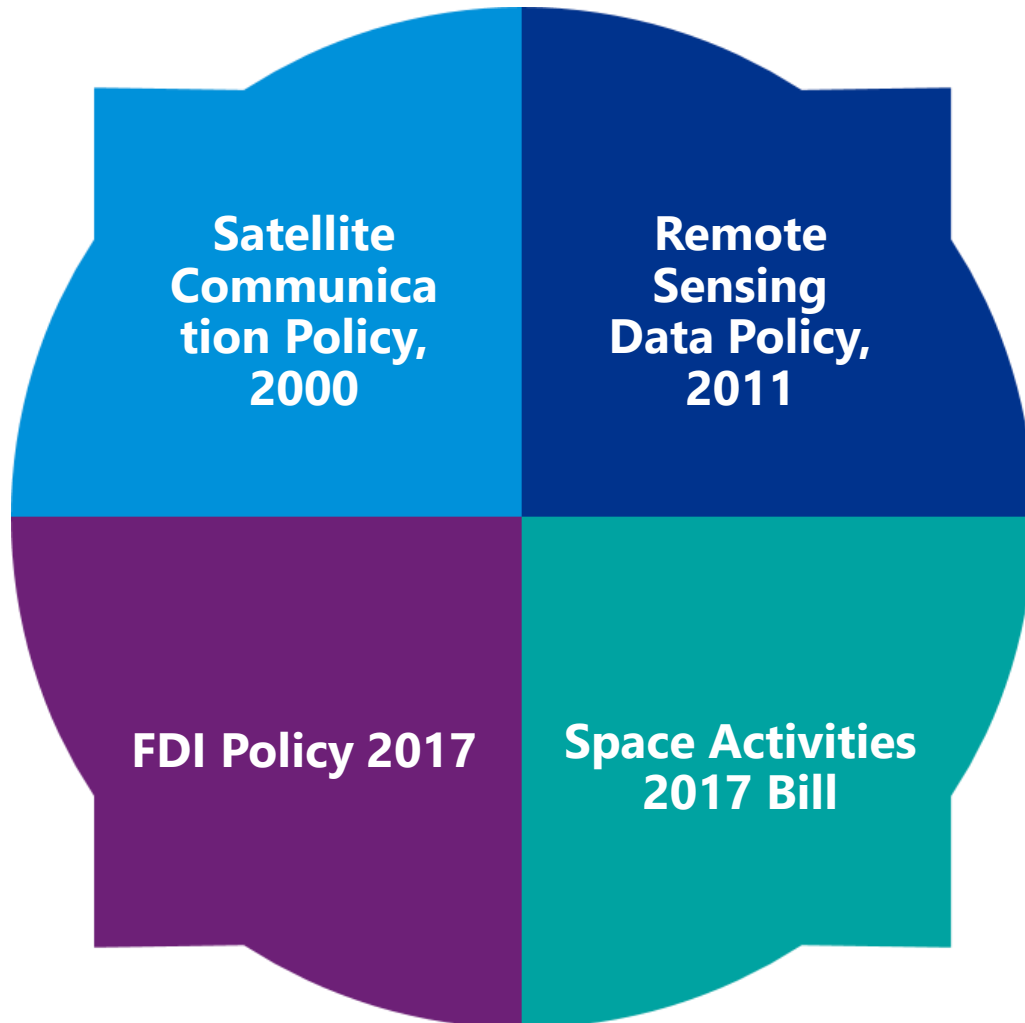 Satellite
Communica
tion Policy,
2000
Remote
Sensing
Data Policy,
2011
FDI Policy 2017
Space Activities
2017 Bill